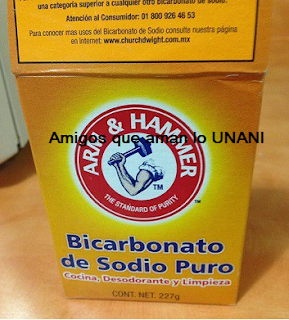 una categoría superior a cualquier otro bicarbonato de sodio.
Atención al Consumidor: 01 800 926 46 53
Para conocer mas usos del Bicarbonato de Sodio consulte nuestra página
en internet: www.churchdwight.com.mx
Amigos que aman lo UNANI
ARM & HAMMER
THE STANDARD OF PURITY
TM
TM
Bicarbonato
de Sodio Puro
Cocina, Desodorante y Limpieza
CONT. NET. 227g